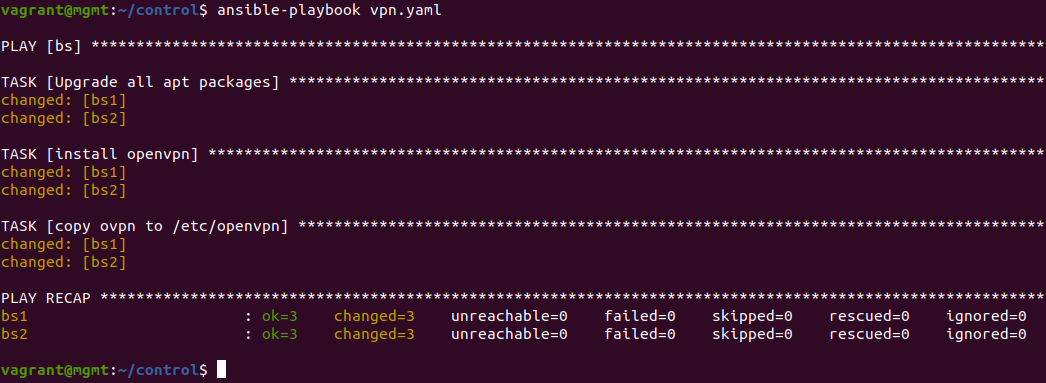 vagrant@mgmt:~/control$ ansible-playbook vpn.yaml
PLAY [bs] **********************************************************************************************************
TASK [Upgrade all apt packages] ************************************************************************************
changed: [bs1]
changed: [bs2]
TASK [install openvpn] *********************************************************************************************
changed: [bs1]
changed: [bs2]
TASK [copy ovpn to /etc/openvpn] ***********************************************************************************
changed: [bs1]
changed: [bs2]
PLAY RECAP *********************************************************************************************************
bs1                        : ok=3    changed=3    unreachable=0    failed=0    skipped=0    rescued=0    ignored=0
bs2                        : ok=3    changed=3    unreachable=0    failed=0    skipped=0    rescued=0    ignored=0
vagrant@mgmt:~/control$